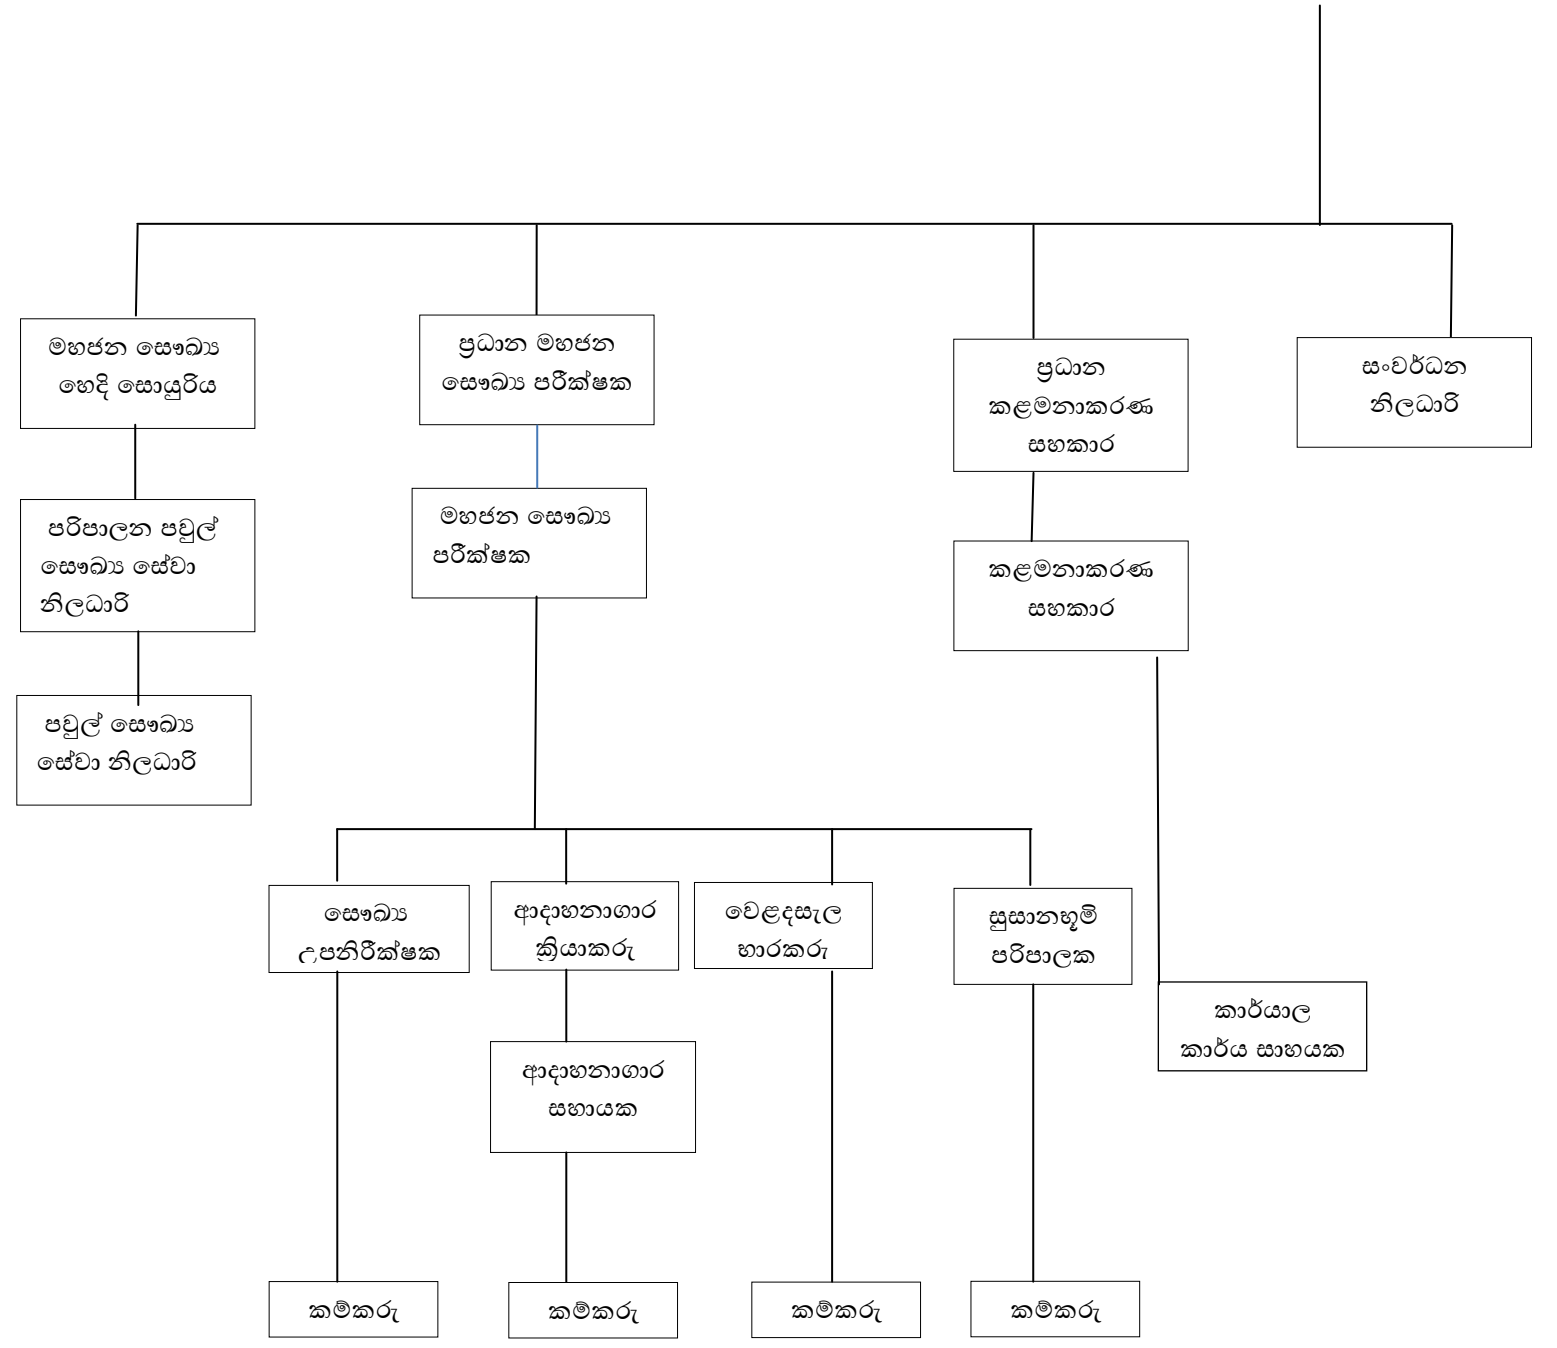 මහජන සෞඛ්‍ය
හෙදි සොයුරිය
ප්‍රධාන මහජන
සෞඛ්‍ය පරීක්ෂක
ප්‍රධාන
කළමනාකරණ
සහකාර
සංවර්ධන
නිලධාරි
පරිපාලන පවුල්
සෞඛ්‍ය සේවා
නිලධාරි
මහජන සෞඛ්‍ය
පරීක්ෂක
කළමනාකරණ
සහකාර
පවුල් සෞඛ්‍ය
සේවා නිලධාරි
සෞඛ්‍ය
උපනිරීක්ෂක
ආදාහනාගාර
ක්‍රියාකරු
වෙළදසැල
භාරකරු
සුසානභූමි
පරිපාලක
කාර්යාල
කාර්ය සාහයක
ආදාහනාගාර
සහායක
කම්කරු
කම්කරු
කම්කරු
කම්කරු